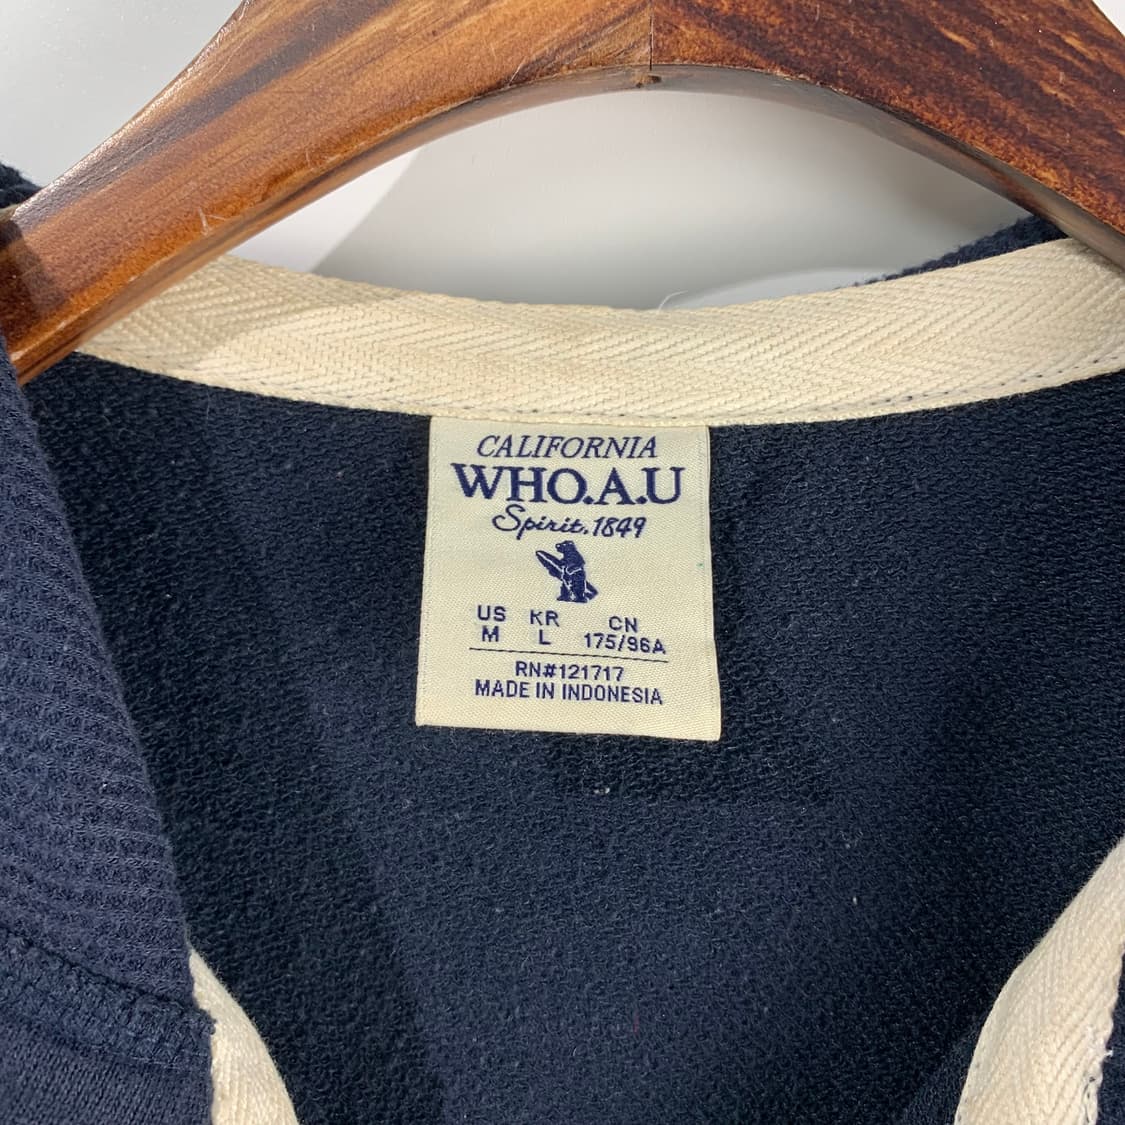 CALIFORNIA
WHO.A.U
Spirit.1849
US KR CN
M L 175/96A
RN#121717
MADE IN INDONESIA